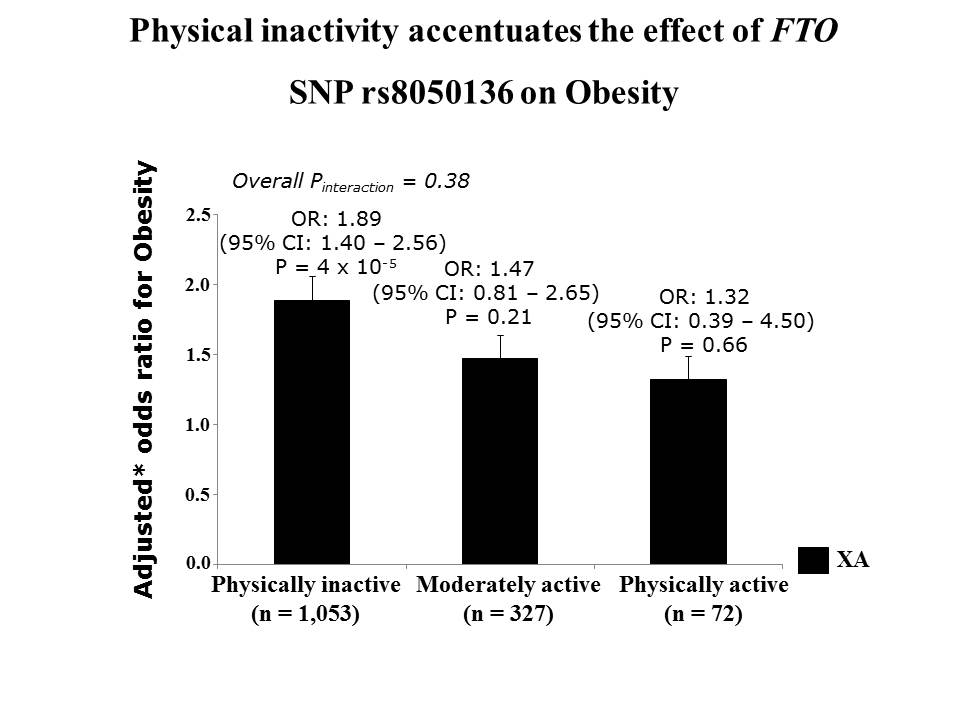 Physical inactivity accentuates the effect of FTO
SNP rs8050136 on Obesity
Adjusted* odds ratio for Obesity
Overall Pinteraction = 0.38
2.5
2.0
1.5
1.0
0.5
0.0
OR: 1.89
(95% CI: 1.40 – 2.56)
P = 4 x 10-5
OR: 1.47
(95% CI: 0.81 – 2.65)
P = 0.21
OR: 1.32
(95% CI: 0.39 – 4.50)
P = 0.66
Physically inactive
(n = 1,053)
Moderately active
(n = 327)
Physically active
(n = 72)
XA